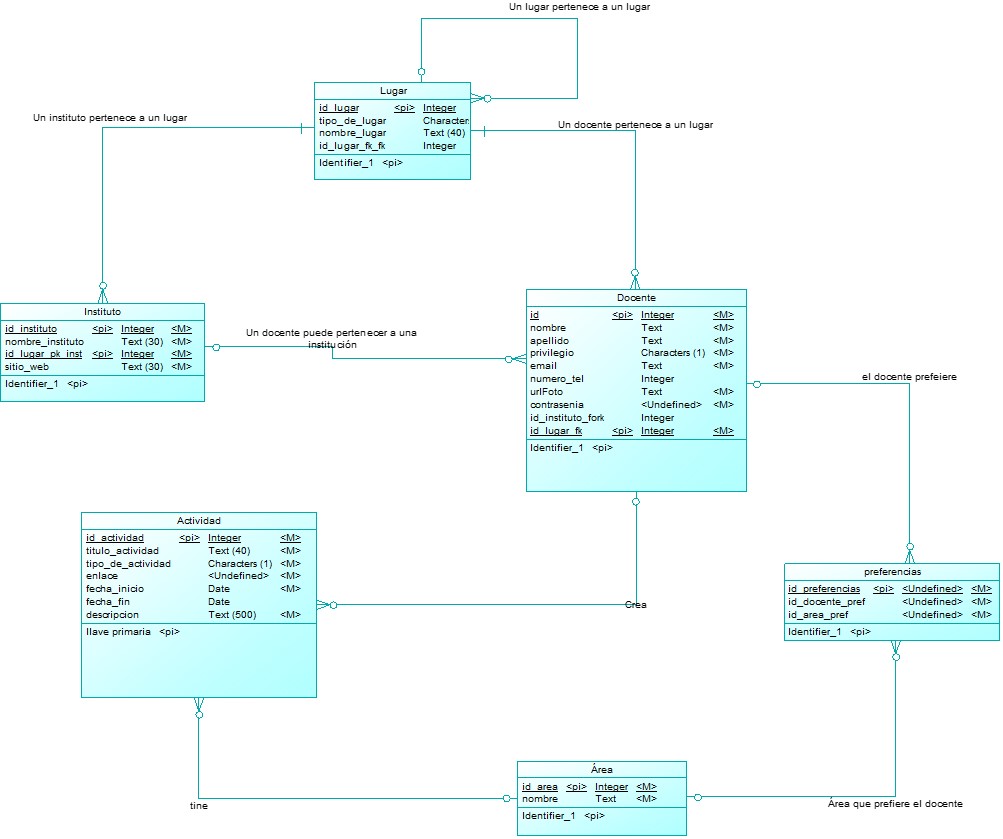 Un lugar pertenece a un lugar
Lugar
id_lugar <pi> Integer
tipo_de_lugar Character
nombre_lugar Text (40)
id_lugar_fk_fk Integer
Identifier_1 <pi>
Un instituto pertenece a un lugar
Un docente pertenece a un lugar
Instituto
id_instituto <pi> Integer <M>
nombre_instituto Text (30) <M>
id_lugar_pk_inst <pi> Integer <M>
sitio_web Text (30) <M>
Identifier_1 <pi>
Un docente puede pertenecer a una
institución
Docente
id <pi> Integer <M>
nombre Text <M>
apellido Text <M>
privilegio Characters (1) <M>
email Text <M>
numero_tel Integer
urlFoto Text <M>
contrasenia <Undefined> <M>
id_instituto_fork Integer
id_lugar_fk <pi> Integer <M>
Identifier_1 <pi>
el docente prefeiere
Actividad
id_actividad <pi> Integer <M>
titulo_actividad Text (40) <M>
tipo_de_actividad Characters (1) <M>
enlace <Undefined> <M>
fecha_inicio Date <M>
fecha_fin Date
descripcion Text (500) <M>
llave primaria <pi>
Crea
preferencias
id_preferencias <pi> <Undefined> <M>
id_docente_pref <Undefined> <M>
id_area_pref <Undefined> <M>
Identifier_1 <pi>
Área
id_area <pi> Integer <M>
nombre Text <M>
Identifier_1 <pi>
tine
Área que prefiere el docente